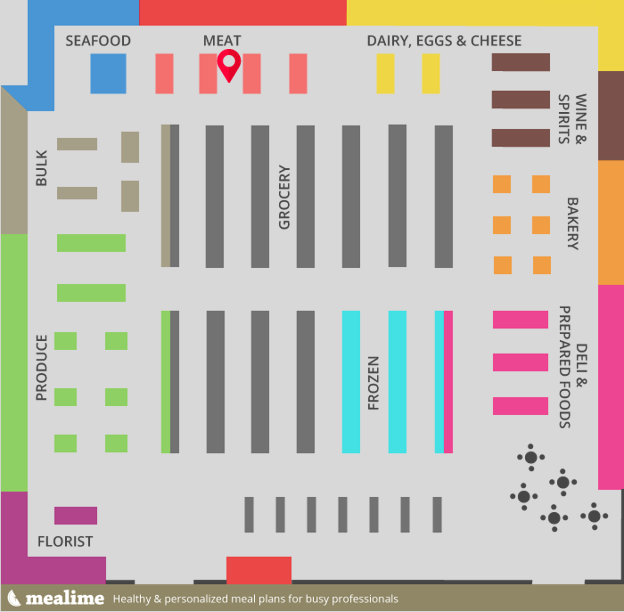 SEAFOOD
MEAT
DAIRY, EGGS & CHEESE
WINE &
SPIRITS
BULK
GROCERY
BAKERY
PRODUCE
FROZEN
DELI &
PREPARED FOODS
FLORIST
mealime
Healthy & personalized meal plans for busy professionals